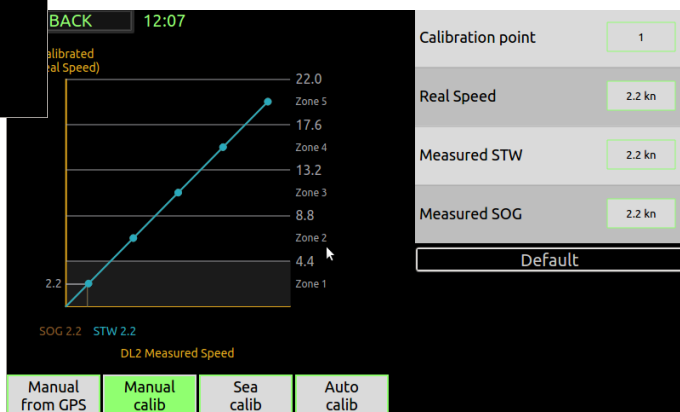 BACK 12:07
alibrated
al Speed)
22.0
Zone 5
17.6
Zone 4
13.2
Zone 3
8.8
Zone 2
4.4
2.2
Zone 1
SOG 2.2 STW 2.2
DL2 Measured Speed
Manual from GPS
Manual calib
Sea calib
Auto calib
Calibration point 1
Real Speed 2.2 kn
Measured STW 2.2 kn
Measured SOG 2.2 kn
Default